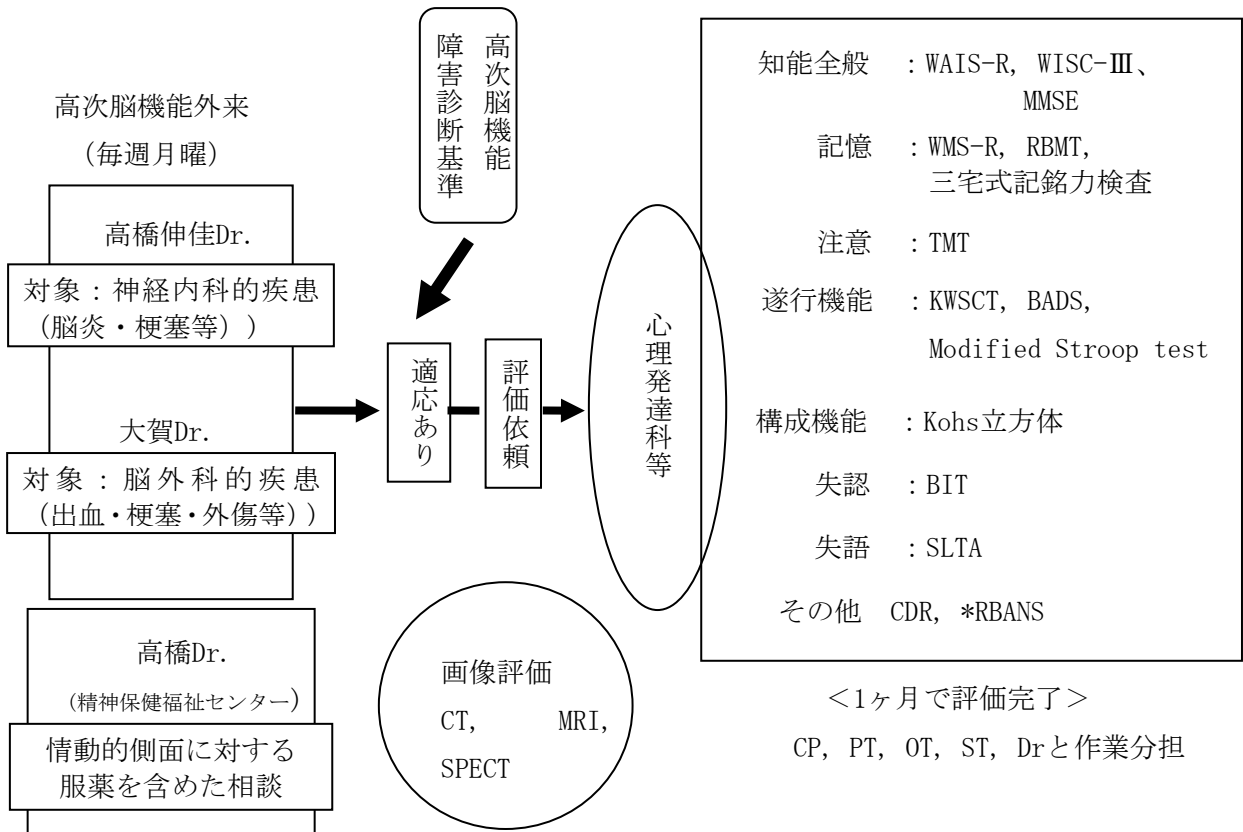 高次脳機能外来
（毎週月曜）
高橋伸佳Dr.
対象：神経内科的疾患
（脳炎・梗塞等））
大賀Dr.
対象：脳外科的疾患
（出血・梗塞・外傷等））
高橋Dr.
(精神保健福祉センター)
情動的側面に対する
服薬を含めた相談
高次脳機能
障害診断基準
適応あり
評価依頼
心理発達科等
画像評価
CT, MRI,
SPECT
知能全般 ：WAIS-R, WISC-Ⅲ、
MMSE
記憶 ：WMS-R, RBMT,
三宅式記銘力検査
注意 ：TMT
遂行機能 ：KWSCT, BADS,
Modified Stroop test
構成機能 ：Kohs立方体
失認 ：BIT
失語 ：SLTA
その他 CDR, *RBANS
＜1ヶ月で評価完了＞
CP, PT, OT, ST, Drと作業分担